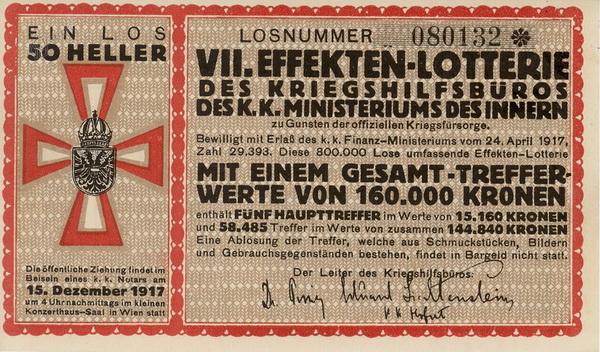 EIN LOS
50 HELLER
Die öffentliche Ziehung findet im
Beisein eines k. k. Notars am
15. Dezember 1917
um 4 Uhr nachmittags im kleinen
Konzerthaus-Saal in Wien statt
LOSNUMMER 080132
VII. EFFEKTEN-LOTTERIE
DES KRIEGSHILFSBÜROS
DES K. K. MINISTERIUMS DES INNERN
zu Gunsten der offiziellen Kriegsfürsorge.
Bewilligt mit Erlaß des k. k. Finanz-Ministeriums vom 24. April 1917,
Zahl 29.393. Diese 800.000 Lose umfassende Effekten-Lotterie
MIT EINEM GESAMT-TREFFER-
WERTE VON 160.000 KRONEN
enthält FÜNF HAUPTTREFFER im Werte von 15.160 KRONEN
und 58.485 Treffer im Werte von zusammen 144.840 KRONEN
Eine Ablösung der Treffer, welche aus Schmuckstücken, Bildern
und Gebrauchsgegenständen bestehen, findet in Bargeld nicht statt.
Der Leiter des Kriegshilfsbüros:
Eduard